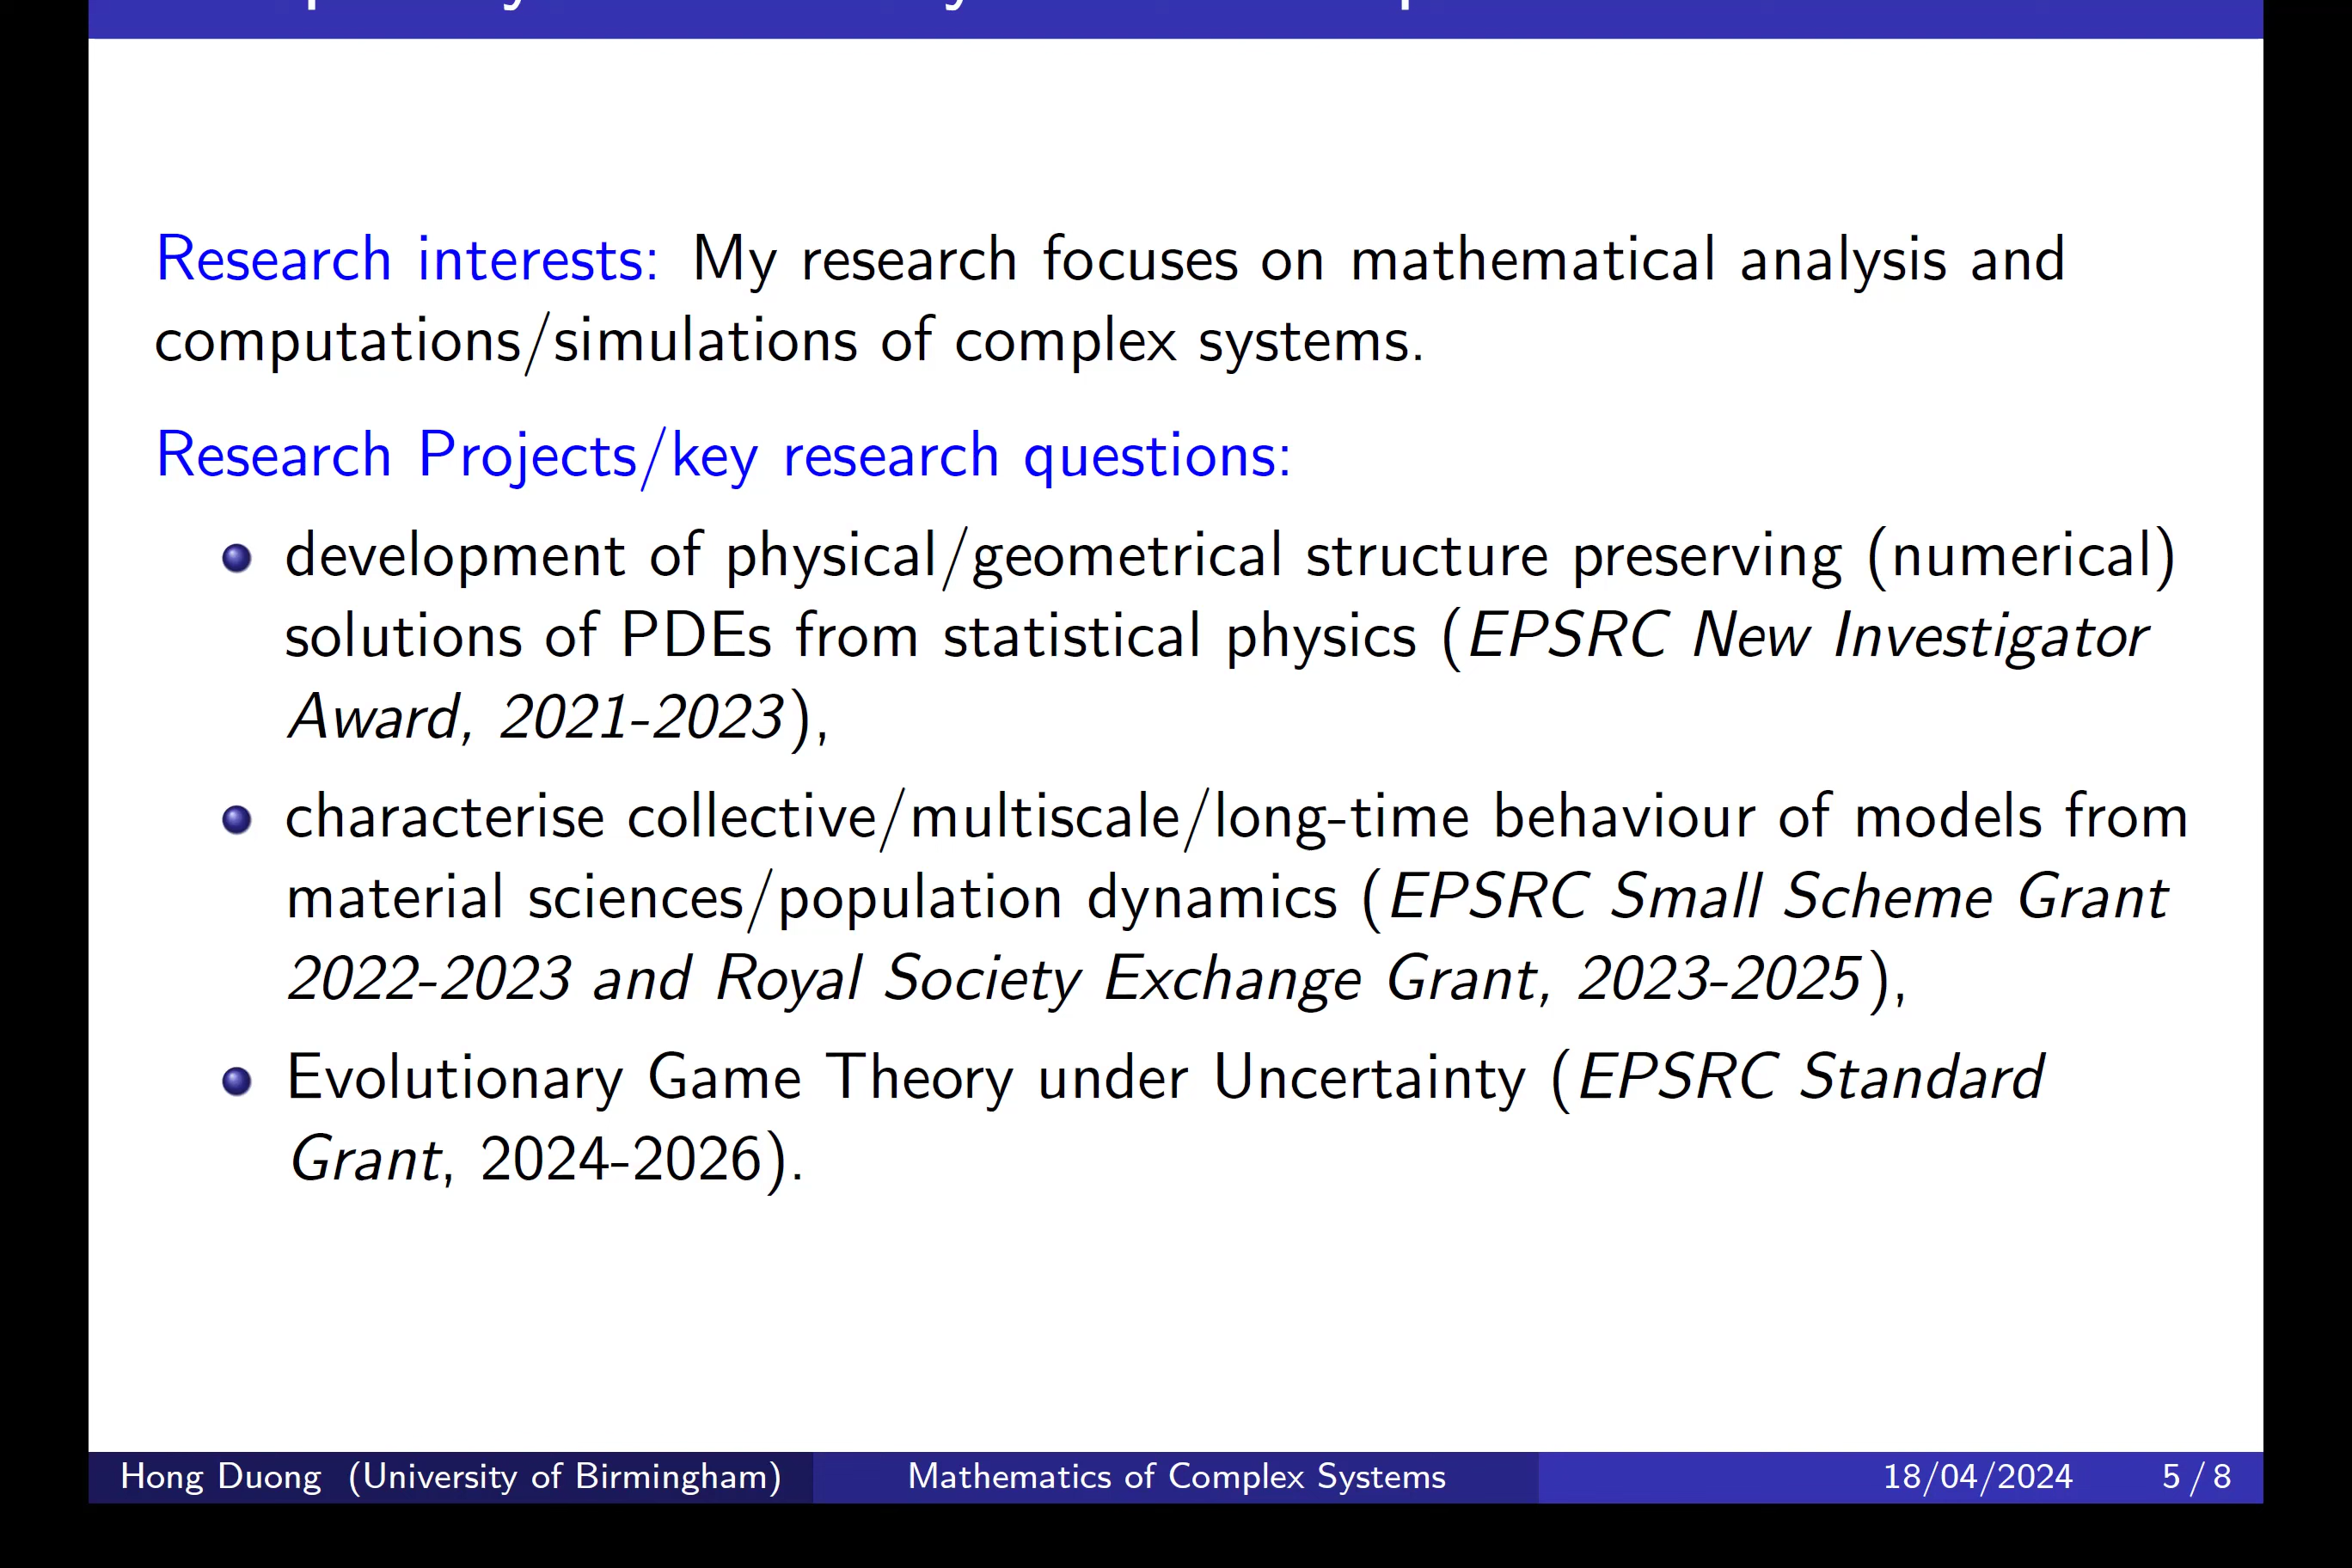 Research interests: My research focuses on mathematical analysis and
computations/simulations of complex systems.
Research Projects/key research questions:
development of physical/geometrical structure preserving (numerical)
solutions of PDEs from statistical physics (EPSRC New Investigator
Award, 2021-2023),
characterise collective/multiscale/long-time behaviour of models from
material sciences/population dynamics (EPSRC Small Scheme Grant
2022-2023 and Royal Society Exchange Grant, 2023-2025),
Evolutionary Game Theory under Uncertainty (EPSRC Standard
Grant, 2024-2026).
Hong Duong (University of Birmingham) Mathematics of Complex Systems 18/04/2024 5 / 8